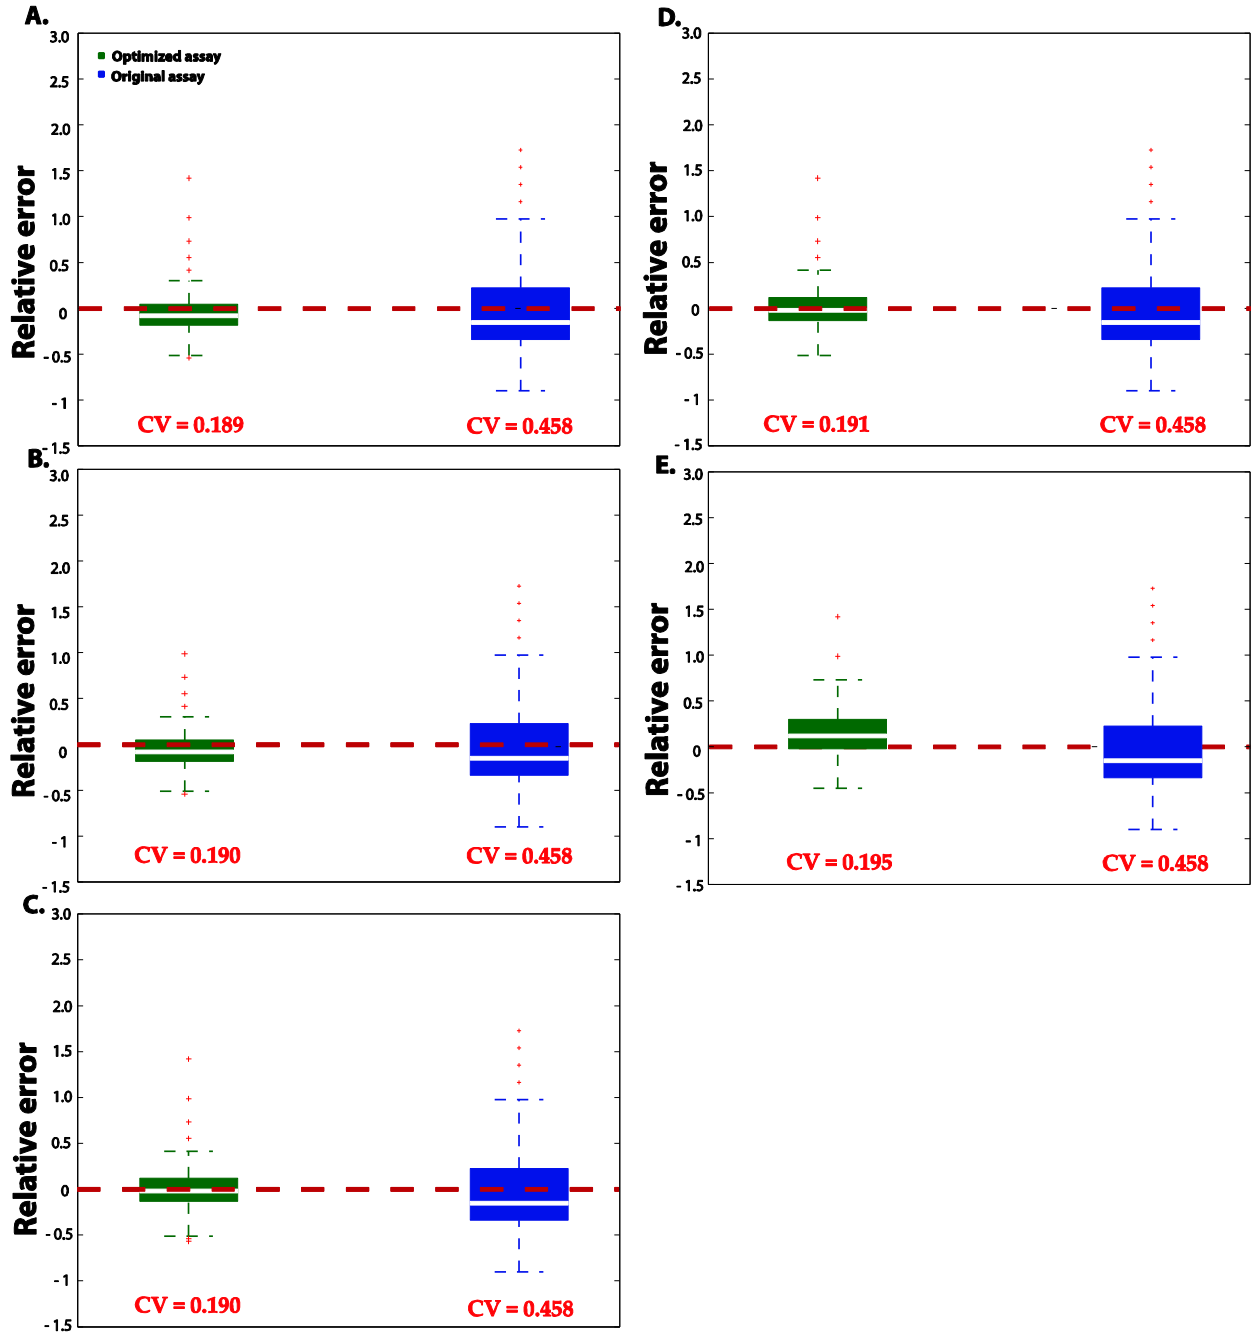 A.
3.0
Optimized assay
Original assay
2.5
2.0
1.5
1.0
0.5
0
- 0.5
- 1
- 1.5
Relative error
CV = 0.189
CV = 0.458
B.
3.0
2.5
2.0
1.5
1.0
0.5
0
- 0.5
- 1
- 1.5
Relative error
CV = 0.190
CV = 0.458
C.
3.0
2.5
2.0
1.5
1.0
0.5
0
- 0.5
- 1
- 1.5
Relative error
CV = 0.190
CV = 0.458
D.
3.0
2.5
2.0
1.5
1.0
0.5
0
- 0.5
- 1
- 1.5
Relative error
CV = 0.191
CV = 0.458
E.
3.0
2.5
2.0
1.5
1.0
0.5
0
- 0.5
- 1
- 1.5
Relative error
CV = 0.195
CV = 0.458